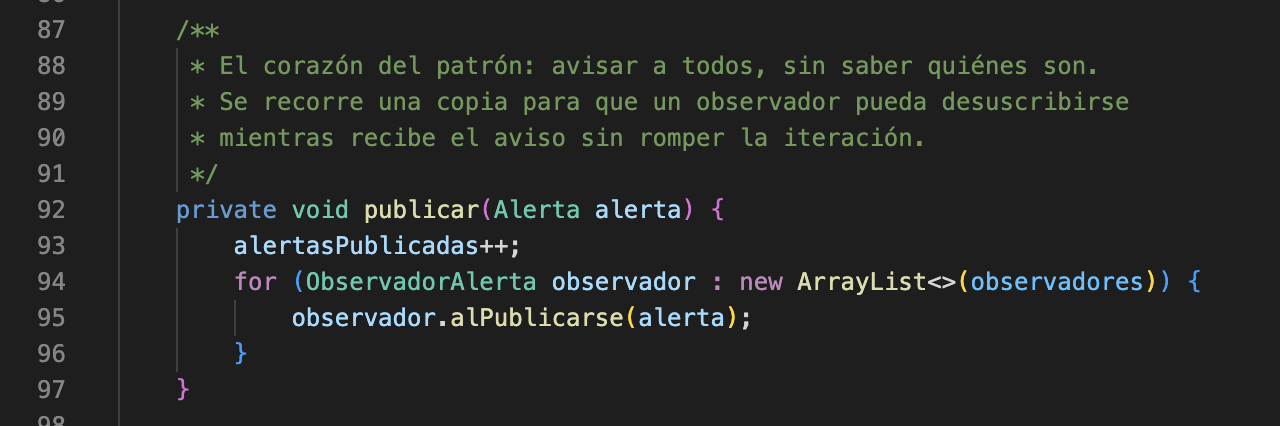 87 /**
88 * El corazón del patrón: avisar a todos, sin saber quiénes son.
89 * Se recorre una copia para que un observador pueda desuscribirse
90 * mientras recibe el aviso sin romper la iteración.
91 */
92 private void publicar(Alerta alerta) {
93 alertasPublicadas++;
94 for (ObservadorAlerta observador : new ArrayList<>(observadores)) {
95 observador.alPublicarse(alerta);
96 }
97 }